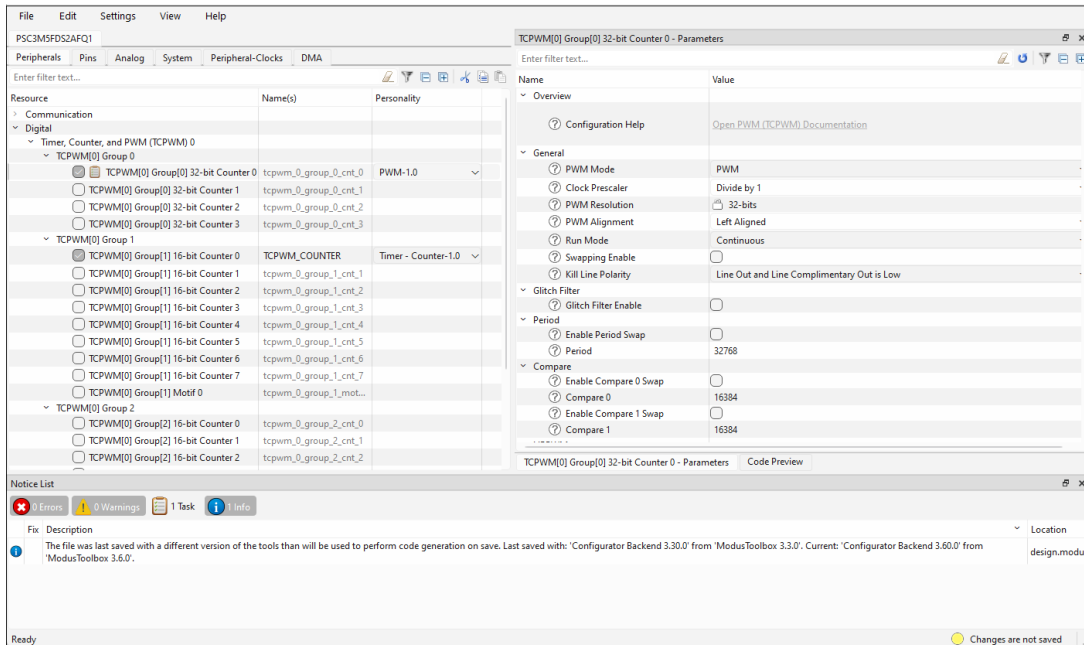 File Edit Settings View Help
PSC3M5FDS2AFQ1
Peripherals Pins Analog System Peripheral-Clocks DMA
Enter filter text...
Resource Name(s) Personality
Communication
Digital
Timer, Counter, and PWM (TCPWM) 0
TCPWM[0] Group 0
TCPWM[0] Group[0] 32-bit Counter 0 tcpwm_0_group_0_cnt_0 PWM-1.0
TCPWM[0] Group[0] 32-bit Counter 1 tcpwm_0_group_0_cnt_1
TCPWM[0] Group[0] 32-bit Counter 2 tcpwm_0_group_0_cnt_2
TCPWM[0] Group[0] 32-bit Counter 3 tcpwm_0_group_0_cnt_3
TCPWM[0] Group 1
TCPWM[0] Group[1] 16-bit Counter 0 TCPWM_COUNTER Timer - Counter-1.0
TCPWM[0] Group[1] 16-bit Counter 1 tcpwm_0_group_1_cnt_1
TCPWM[0] Group[1] 16-bit Counter 2 tcpwm_0_group_1_cnt_2
TCPWM[0] Group[1] 16-bit Counter 3 tcpwm_0_group_1_cnt_3
TCPWM[0] Group[1] 16-bit Counter 4 tcpwm_0_group_1_cnt_4
TCPWM[0] Group[1] 16-bit Counter 5 tcpwm_0_group_1_cnt_5
TCPWM[0] Group[1] 16-bit Counter 6 tcpwm_0_group_1_cnt_6
TCPWM[0] Group[1] 16-bit Counter 7 tcpwm_0_group_1_cnt_7
TCPWM[0] Group[1] Motif 0 tcpwm_0_group_1_mot...
TCPWM[0] Group 2
TCPWM[0] Group[2] 16-bit Counter 0 tcpwm_0_group_2_cnt_0
TCPWM[0] Group[2] 16-bit Counter 1 tcpwm_0_group_2_cnt_1
TCPWM[0] Group[2] 16-bit Counter 2 tcpwm_0_group_2_cnt_2
TCPWM[0] Group[0] 32-bit Counter 0 - Parameters
Enter filter text...
Name Value
Overview
Configuration Help Open PWM (TCPWM) Documentation
General
PWM Mode PWM
Clock Prescaler Divide by 1
PWM Resolution 32-bits
PWM Alignment Left Aligned
Run Mode Continuous
Swapping Enable
Kill Line Polarity Line Out and Line Complimentary Out is Low
Glitch Filter
Glitch Filter Enable
Period
Enable Period Swap
Period 32768
Compare
Enable Compare 0 Swap
Compare 0 16384
Enable Compare 1 Swap
Compare 1 16384
TCPWM[0] Group[0] 32-bit Counter 0 - Parameters Code Preview
Notice List
0 Errors 0 Warnings 1 Task 1 Info
Fix Description Location
The file was last saved with a different version of the tools than will be used to perform code generation on save. Last saved with: 'Configurator Backend 3.30.0' from 'ModusToolbox 3.3.0'. Current: 'Configurator Backend 3.60.0' from design.modu
'ModusToolbox 3.6.0'.
Ready Changes are not saved